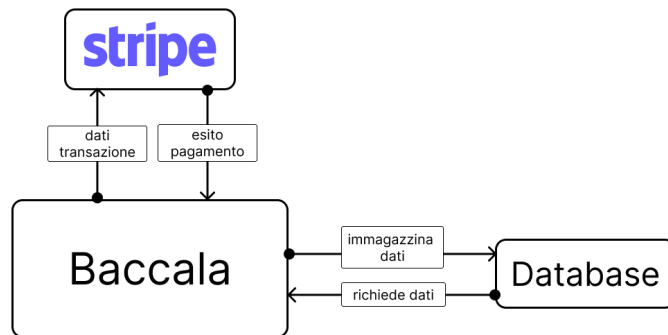 stripe
dati
transazione
esito
pagamento
Baccala
immagazzina
dati
richiede dati
Database